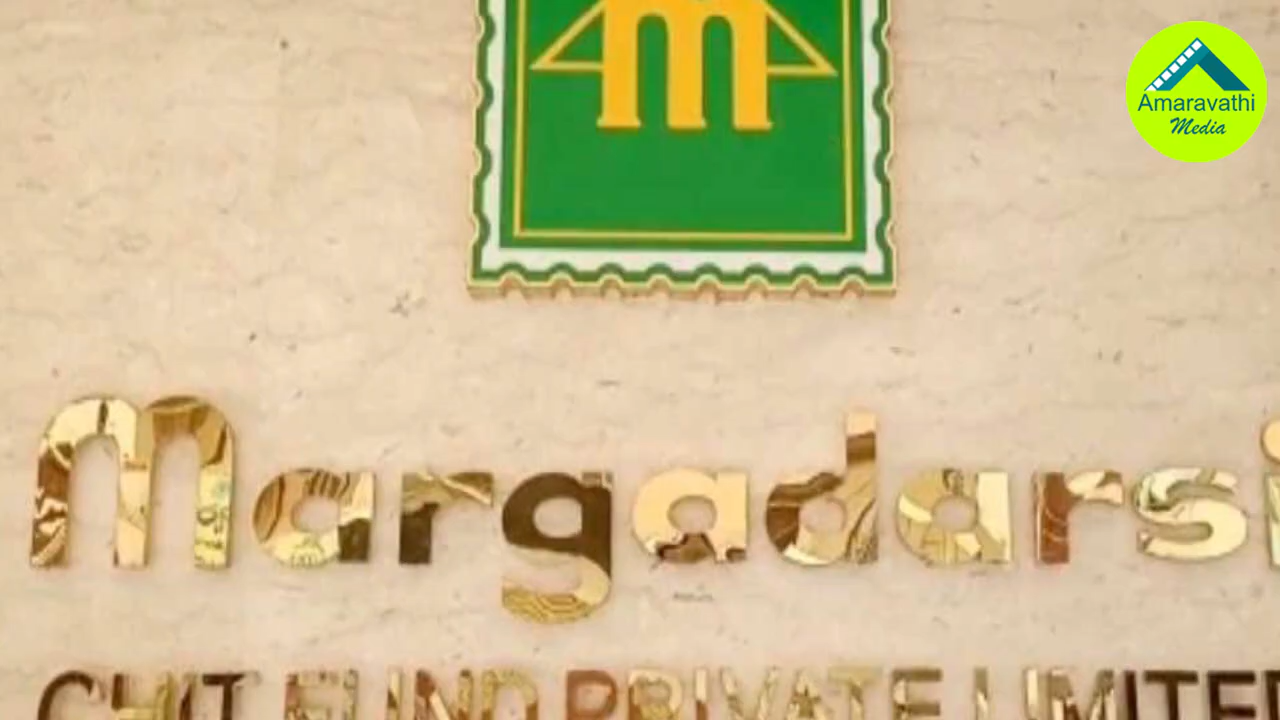 m
Amaravathi
Media
Margadarsi
CHIT FUND PRIVATE LIMITED